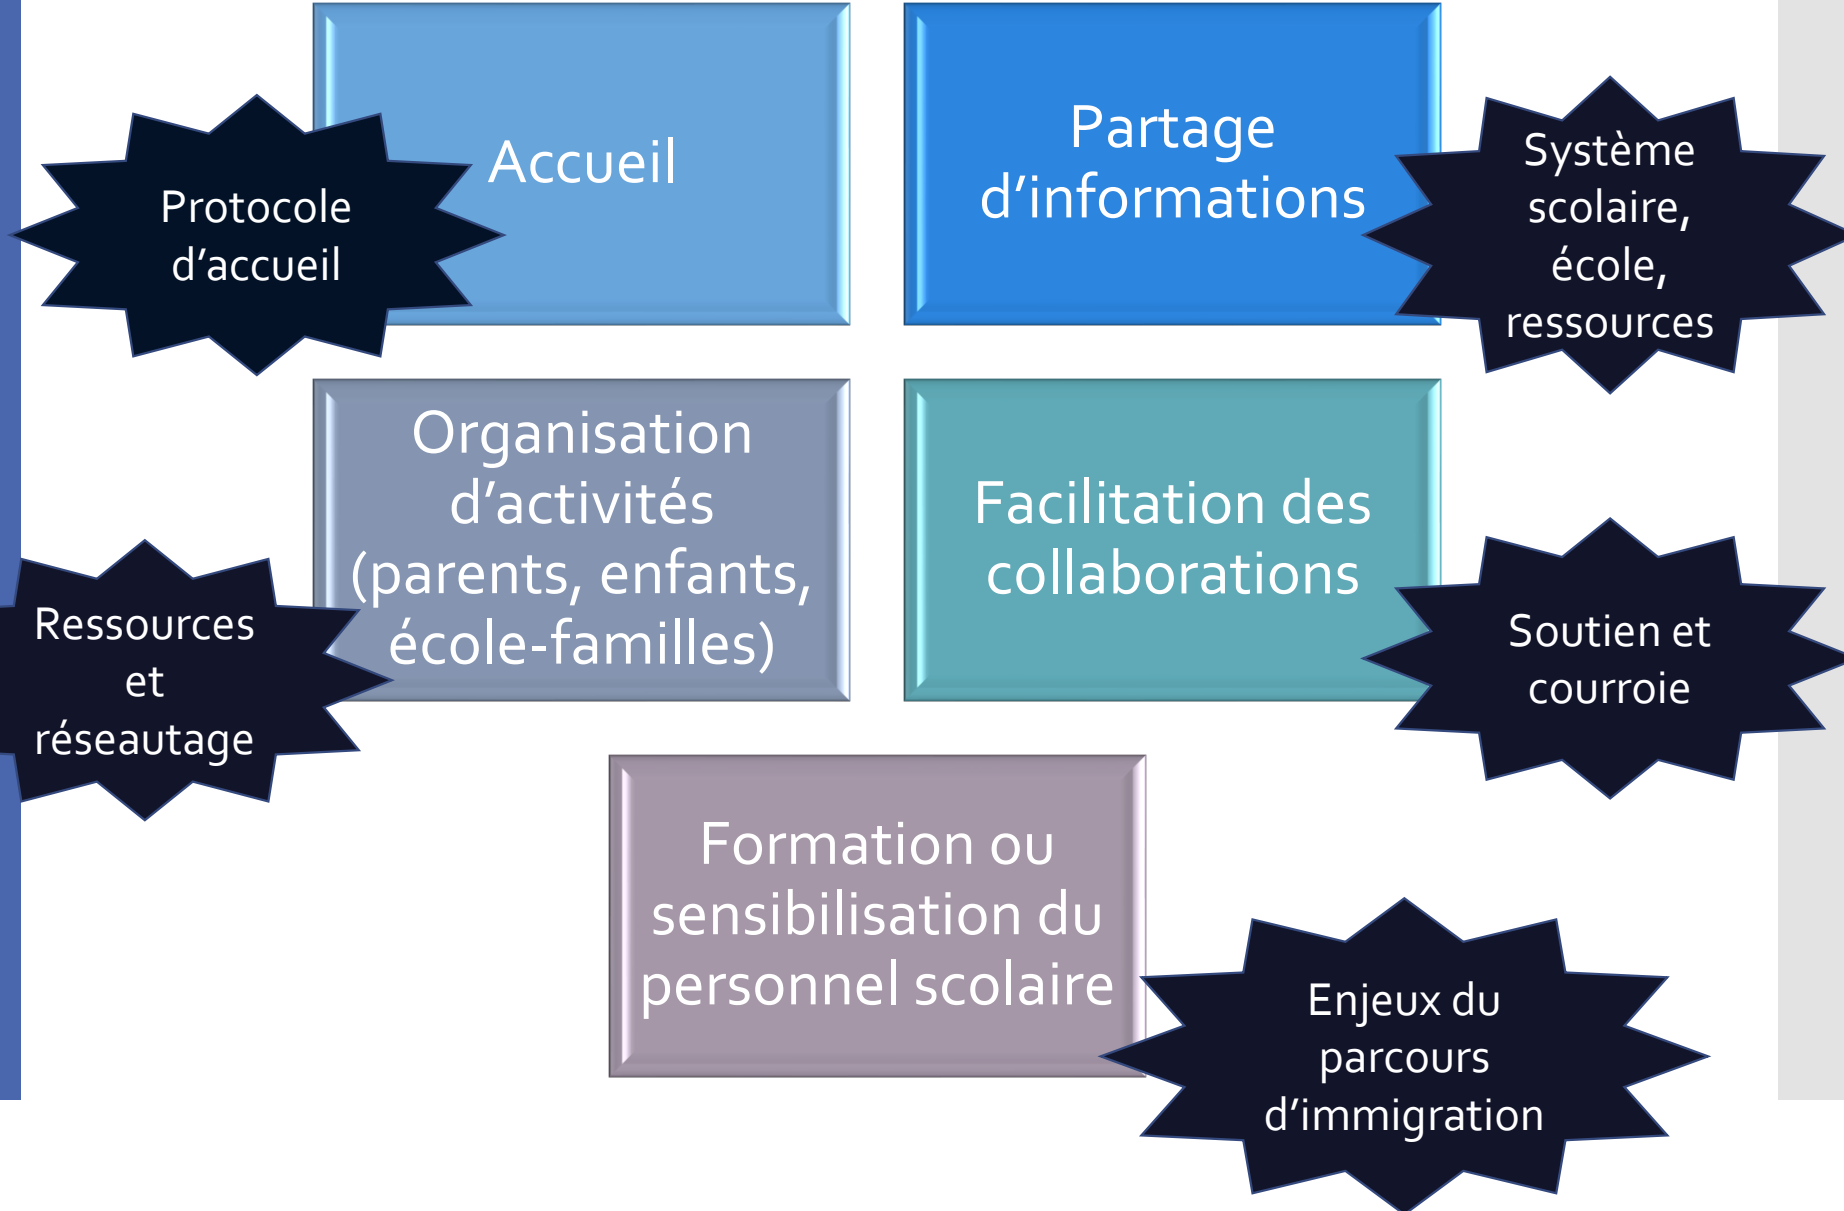 Accueil
Protocole
d’accueil
Partage
d’informations
Système
scolaire,
école,
ressources
Organisation
d’activités
(parents, enfants,
école-familles)
Ressources
et
réseautage
Facilitation des
collaborations
Soutien et
courroie
Formation ou
sensibilisation du
personnel scolaire
Enjeux du
parcours
d’immigration